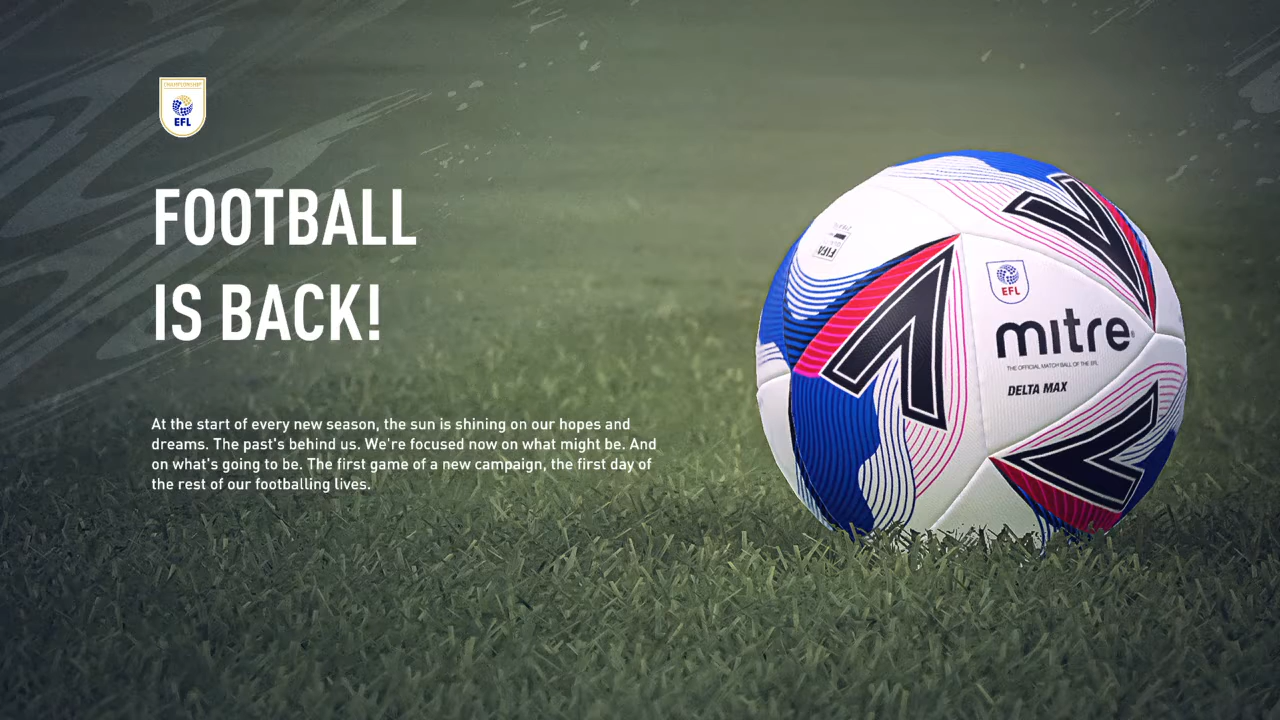 CHAMPIONSHIP
EFL
FOOTBALL
IS BACK!
At the start of every new season, the sun is shining on our hopes and
dreams. The past's behind us. We're focused now on what might be. And
on what's going to be. The first game of a new campaign, the first day of
the rest of our footballing lives.
FIFA
EFL
mitre
THE OFFICIAL MATCH BALL OF THE EFL
DELTA MAX